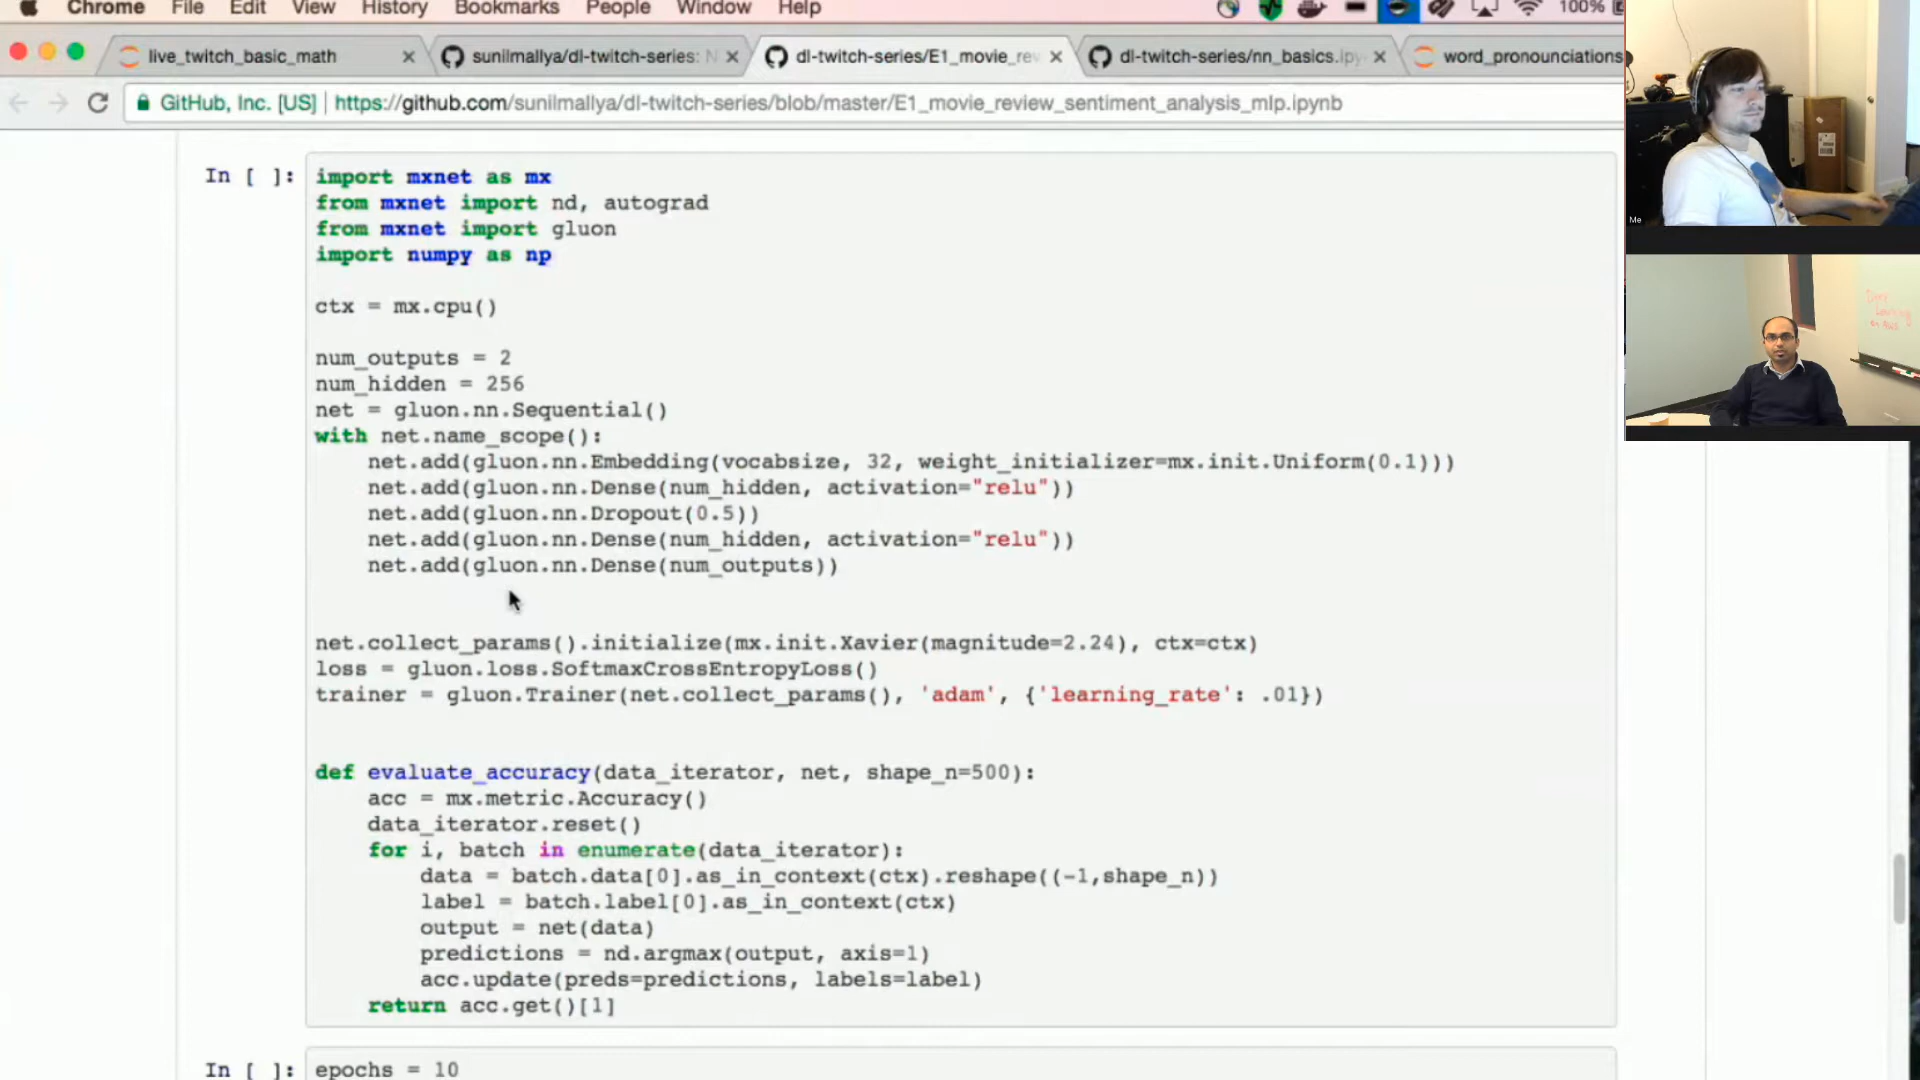 Chrome File Edit View History Bookmarks People Window Help 100%
live_twitch_basic_math
sunilmallya/dl-twitch-series: N
dl-twitch-series/E1_movie_rev
dl-twitch-series/nn_basics.ipy
word_pronounciations
GitHub, Inc. [US] | https://github.com/sunilmallya/dl-twitch-series/blob/master/E1_movie_review_sentiment_analysis_mlp.ipynb
In [ ]:
import mxnet as mx
from mxnet import nd, autograd
from mxnet import gluon
import numpy as np
ctx = mx.cpu()
num_outputs = 2
num_hidden = 256
net = gluon.nn.Sequential()
with net.name_scope():
    net.add(gluon.nn.Embedding(vocabsize, 32, weight_initializer=mx.init.Uniform(0.1)))
    net.add(gluon.nn.Dense(num_hidden, activation="relu"))
    net.add(gluon.nn.Dropout(0.5))
    net.add(gluon.nn.Dense(num_hidden, activation="relu"))
    net.add(gluon.nn.Dense(num_outputs))
net.collect_params().initialize(mx.init.Xavier(magnitude=2.24), ctx=ctx)
loss = gluon.loss.SoftmaxCrossEntropyLoss()
trainer = gluon.Trainer(net.collect_params(), 'adam', {'learning_rate': .01})
def evaluate_accuracy(data_iterator, net, shape_n=500):
    acc = mx.metric.Accuracy()
    data_iterator.reset()
    for i, batch in enumerate(data_iterator):
        data = batch.data[0].as_in_context(ctx).reshape((-1,shape_n))
        label = batch.label[0].as_in_context(ctx)
        output = net(data)
        predictions = nd.argmax(output, axis=1)
        acc.update(preds=predictions, labels=label)
    return acc.get()[1]
In [ ]:
epochs = 10
Me
Deep
Learning
on AWS